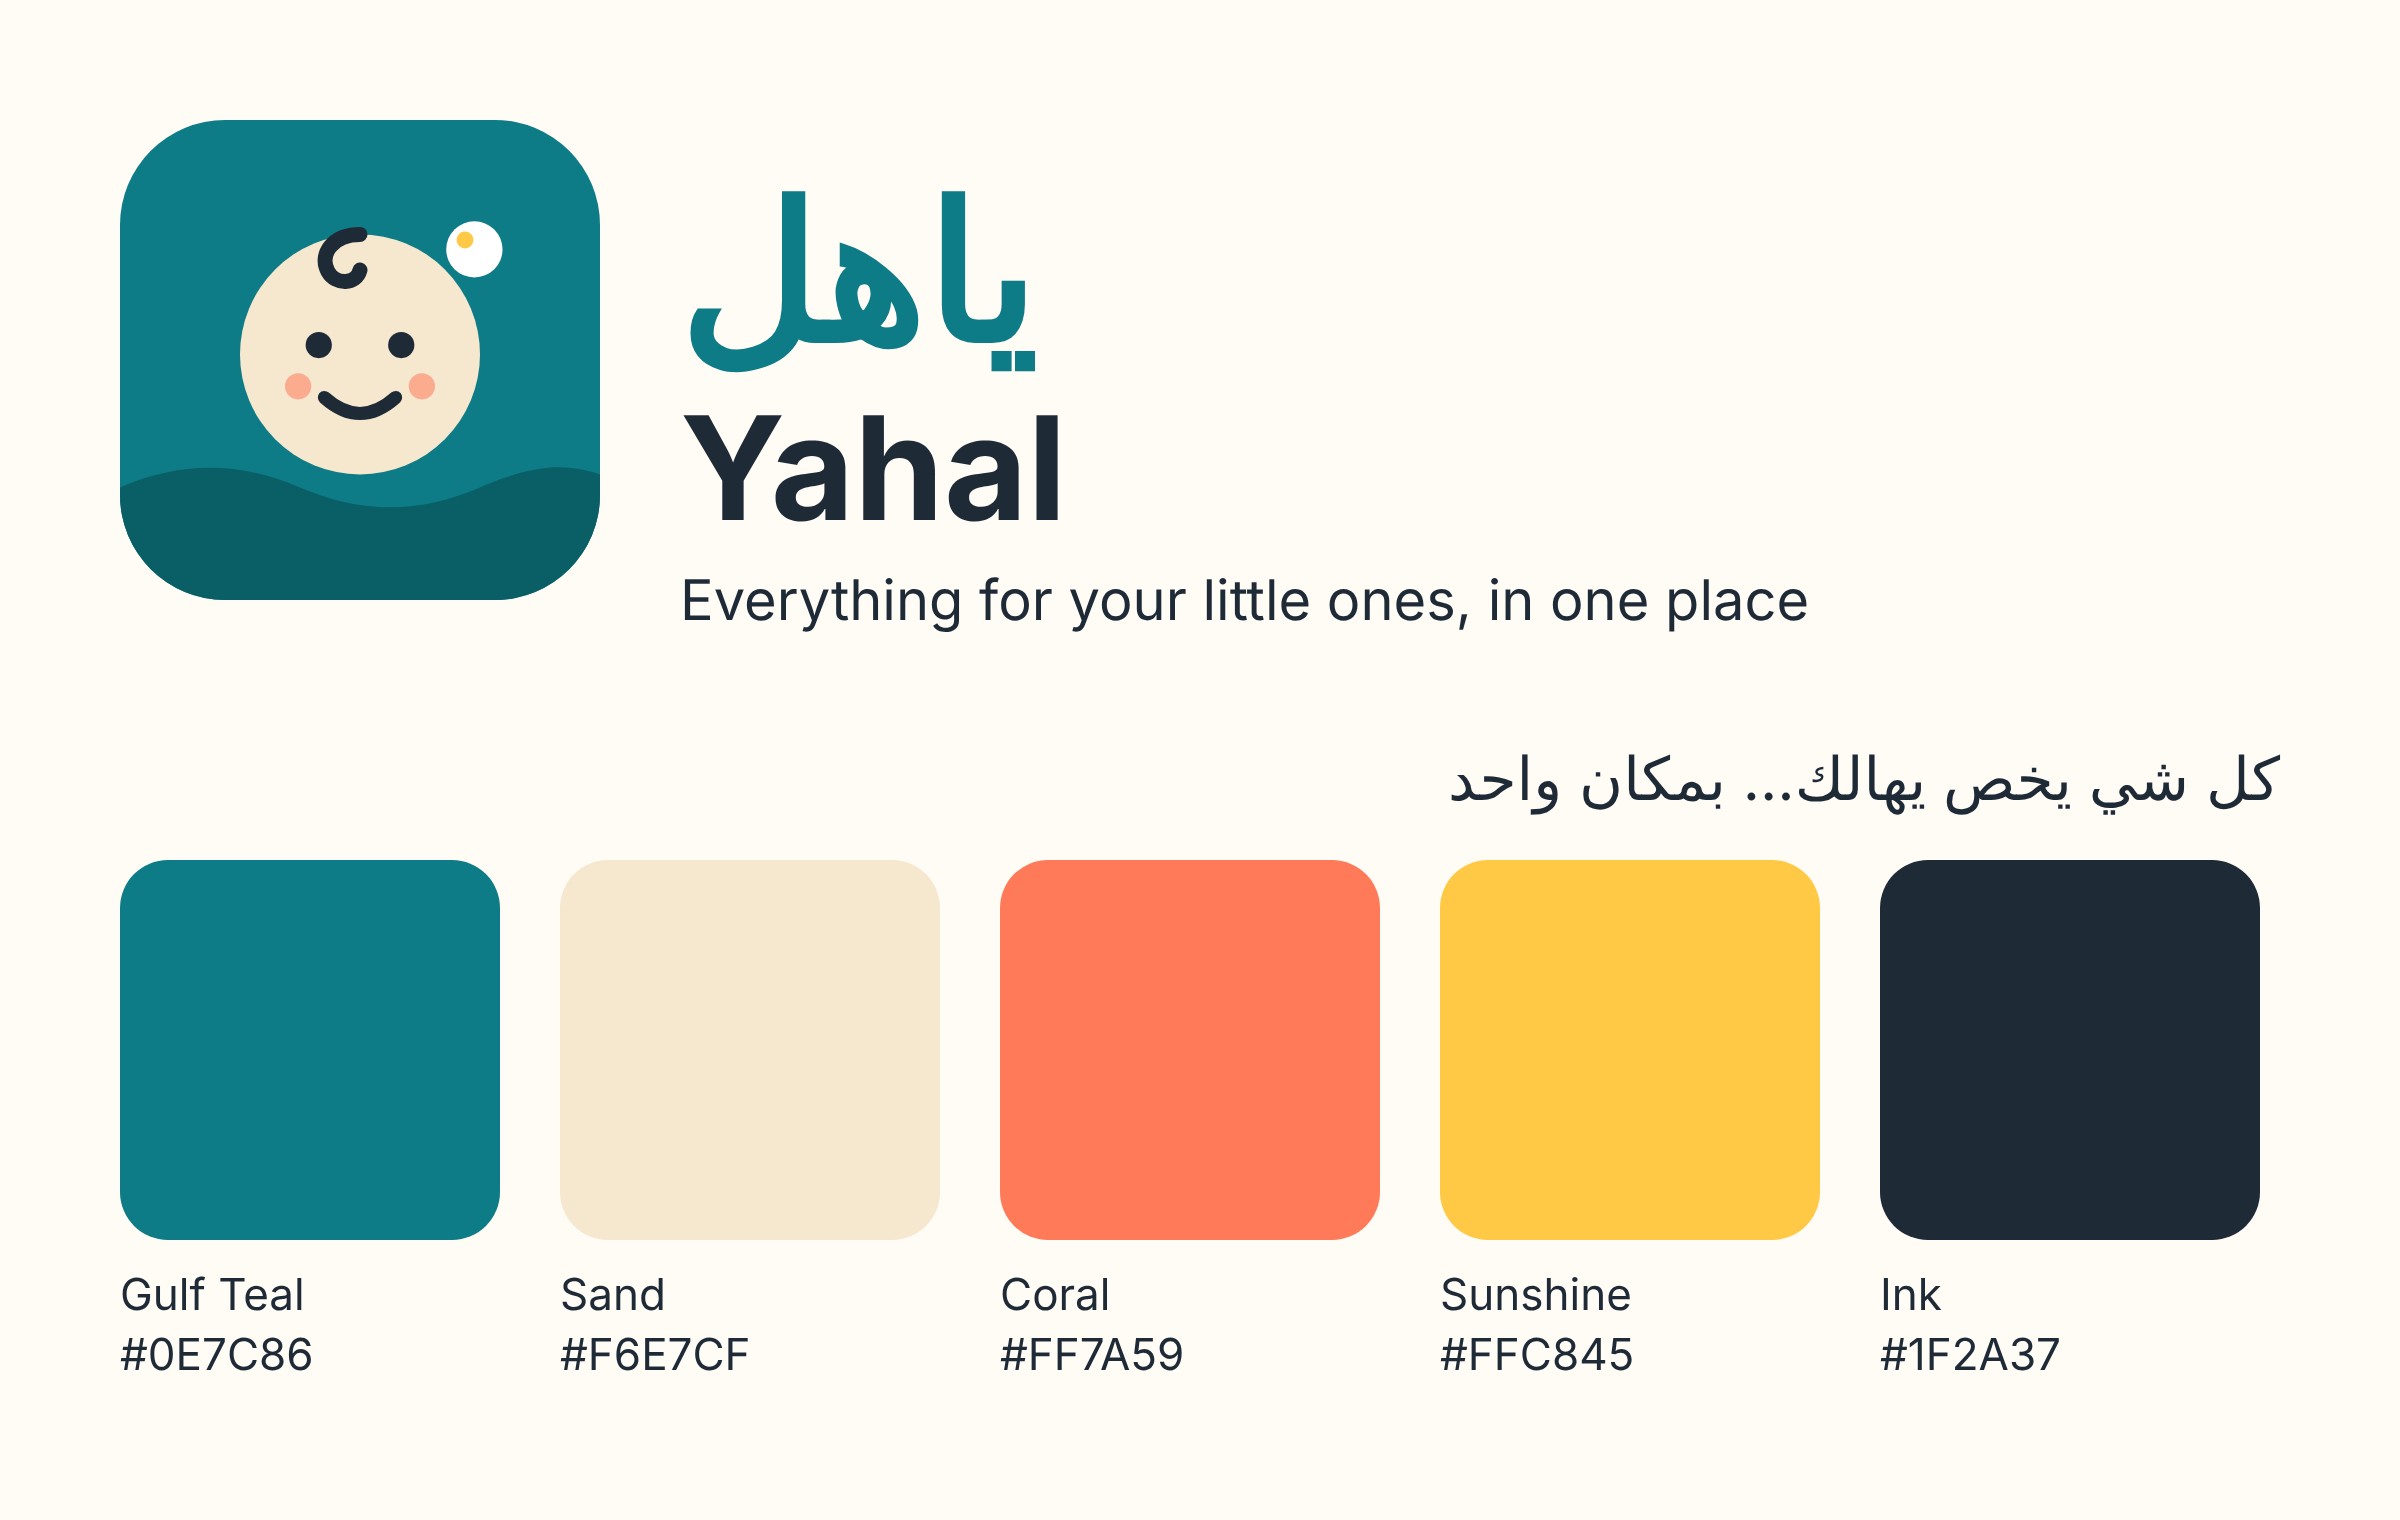 ياهل
Yahal
Everything for your little ones, in one place
كل شي يخص يهالك... بمكان واحد
Gulf Teal
#0E7C86
Sand
#F6E7CF
Coral
#FF7A59
Sunshine
#FFC845
Ink
#1F2A37